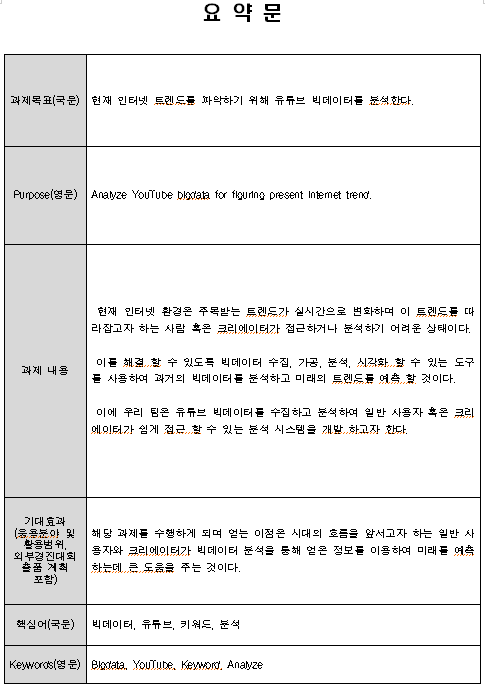 요 약 문
과제목표(국문)
현재 인터넷 트렌드를 파악하기 위해 유튜브 빅데이터를 분석한다.
Purpose(영문)
Analyze YouTube bigdata for figuring present internet trend.
과제 내용
현재 인터넷 환경은 주목받는 트렌드가 실시간으로 변화하며 이 트렌드를 따
라잡고자 하는 사람 혹은 크리에이터가 접근하거나 분석하기 어려운 상태이다.
이를 해결 할 수 있도록 빅데이터 수집, 가공, 분석, 시각화 할 수 있는 도구
를 사용하여 과거의 빅데이터를 분석하고 미래의 트렌드를 예측 할 것이다.
이에 우리 팀은 유튜브 빅데이터를 수집하고 분석하여 일반 사용자 혹은 크리
에이터가 쉽게 접근 할 수 있는 분석 시스템을 개발 하고자 한다
기대효과
(응용분야 및
활용범위,
외부경진대회
출품 계획
포함)
해당 과제를 수행하게 되며 얻는 이점은 시대의 흐름을 앞서고자 하는 일반 사
용자와 크리에이터가 빅데이터 분석을 통해 얻은 정보를 이용하여 미래를 예측
하는데 큰 도움을 주는 것이다.
핵심어(국문)
빅데이터, 유튜브, 키워드, 분석
Keywords(영문)
Bigdata, YouTube, Keyword, Analyze